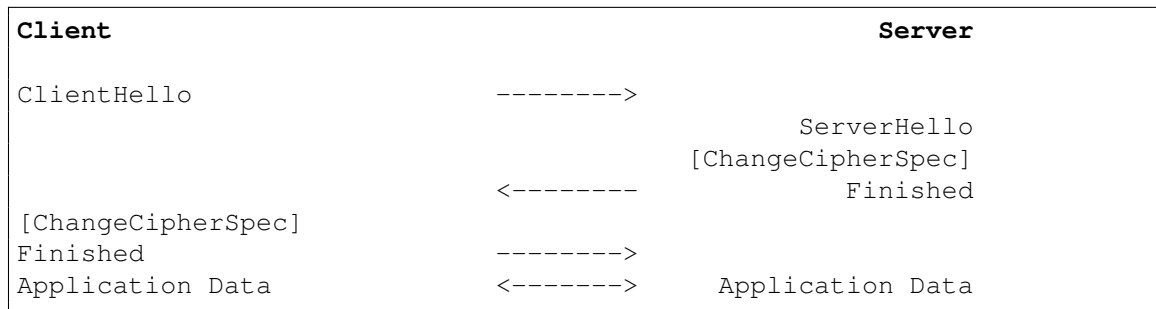 Client Server
ClientHello -------->
ServerHello
[ChangeCipherSpec]
<-------- Finished
[ChangeCipherSpec]
Finished -------->
Application Data <-------> Application Data